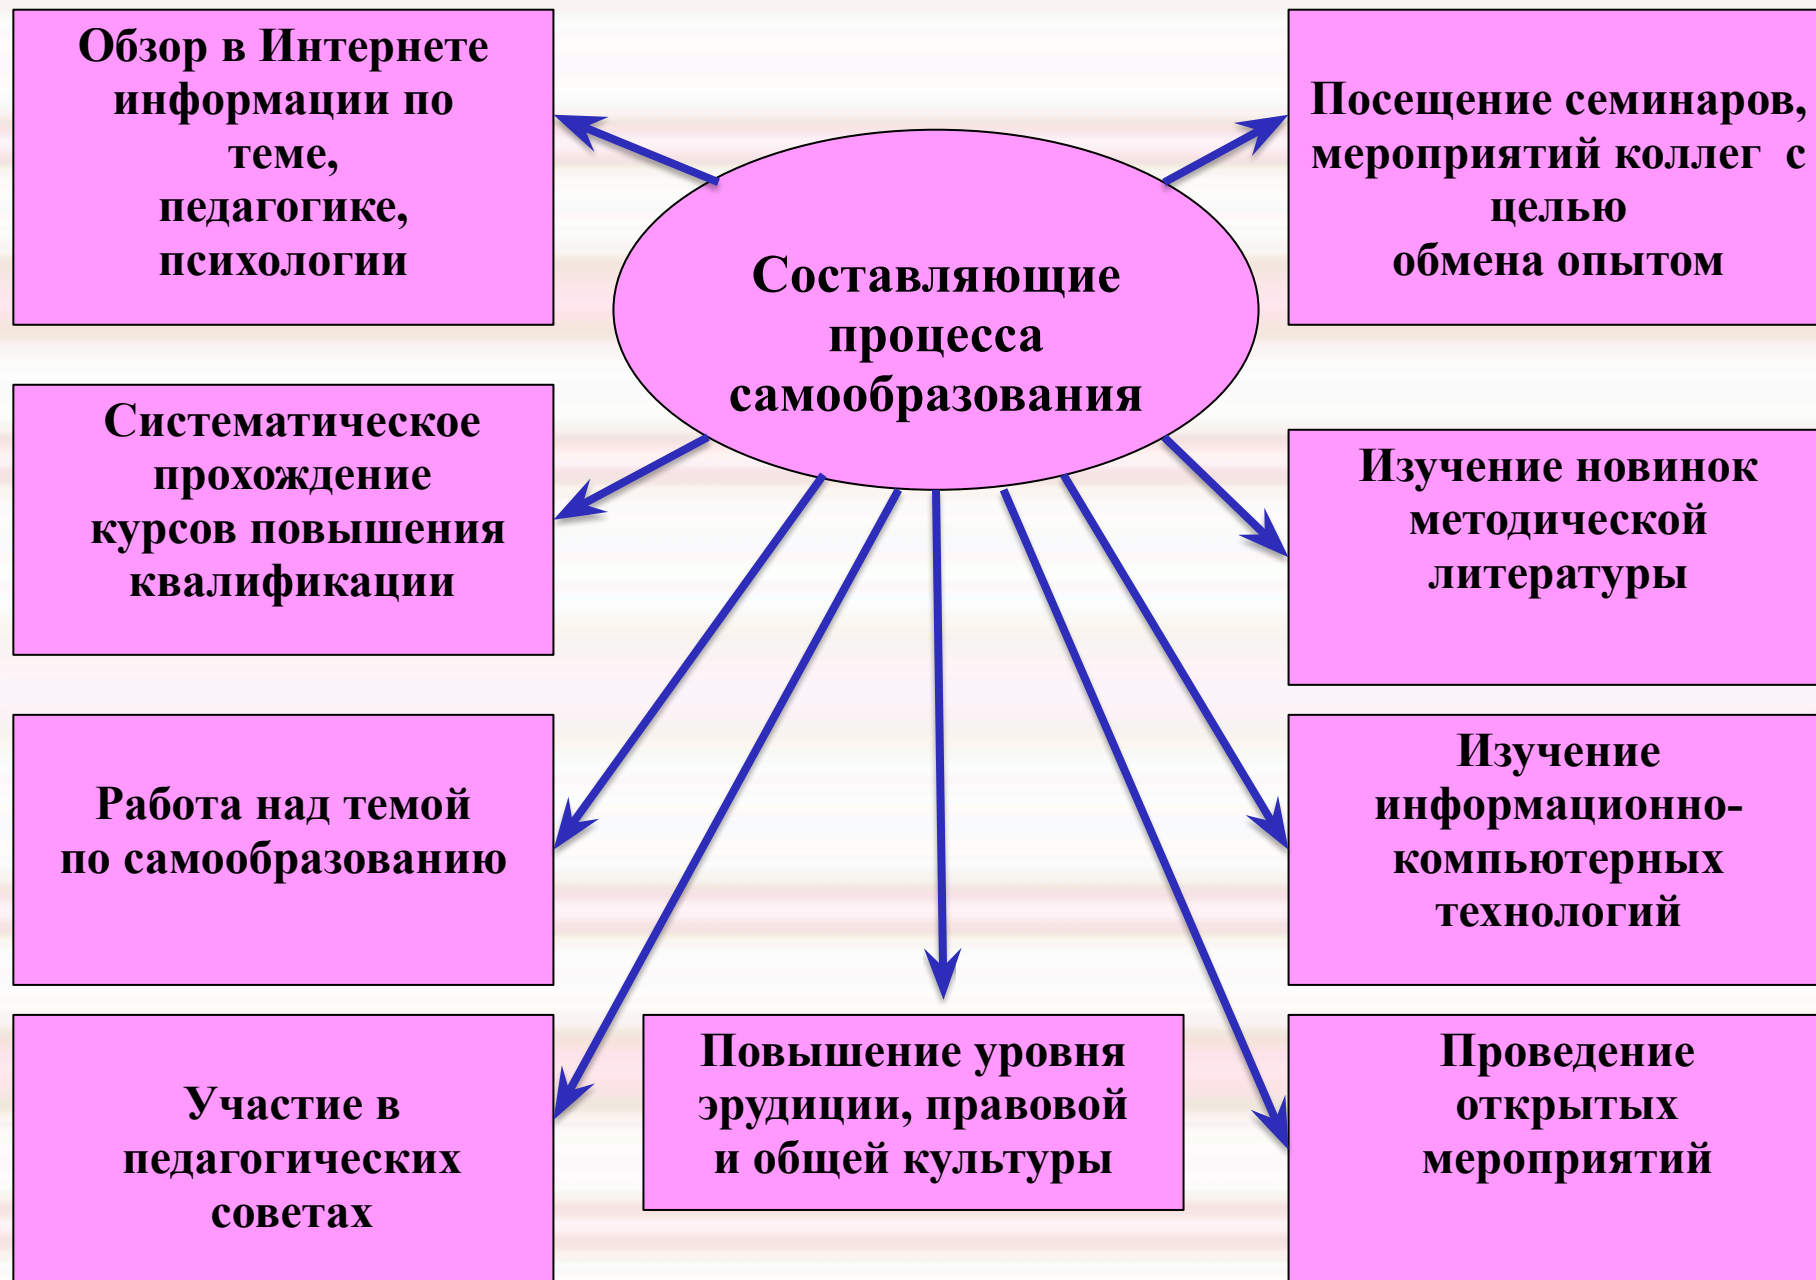 Обзор в Интернете
информации по
теме,
педагогике,
психологии
Посещение семинаров,
мероприятий коллег с
целью
обмена опытом
Составляющие
процесса
самообразования
Систематическое
прохождение
курсов повышения
квалификации
Изучение новинок
методической
литературы
Работа над темой
по самообразованию
Изучение
информационно-
компьютерных
технологий
Участие в
педагогических
советах
Повышение уровня
эрудиции, правовой
и общей культуры
Проведение
открытых
мероприятий